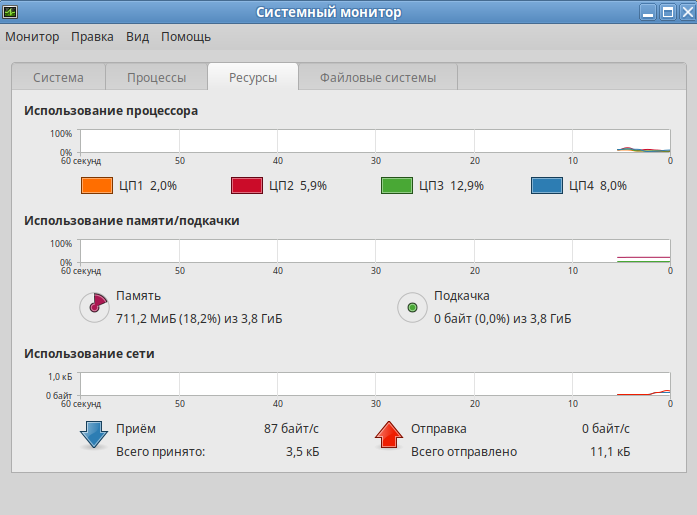 Системный монитор
Монитор Правка Вид Помощь
Система Процессы Ресурсы Файловые системы
Использование процессора
100%
0%
60 секунд 50 40 30 20 10 0
ЦП1 2,0% ЦП2 5,9% ЦП3 12,9% ЦП4 8,0%
Использование памяти/подкачки
100%
0%
60 секунд 50 40 30 20 10 0
Память Подкачка
711,2 МиБ (18,2%) из 3,8 ГиБ 0 байт (0,0%) из 3,8 ГиБ
Использование сети
1,0 кБ
0 байт
60 секунд 50 40 30 20 10 0
Приём 87 байт/с Отправка 0 байт/с
Всего принято: 3,5 кБ Всего отправлено 11,1 кБ